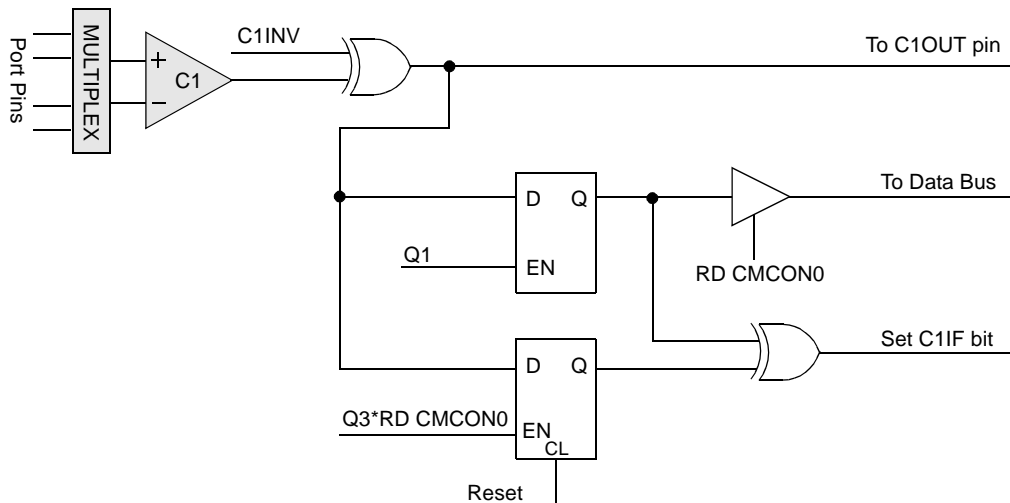 Port Pins
MULTIPLEX
+
−
C1
C1INV
To C1OUT pin
D Q
EN
Q1
To Data Bus
RD CMCON0
D Q
EN
CL
Q3*RD CMCON0
Reset
Set C1IF bit